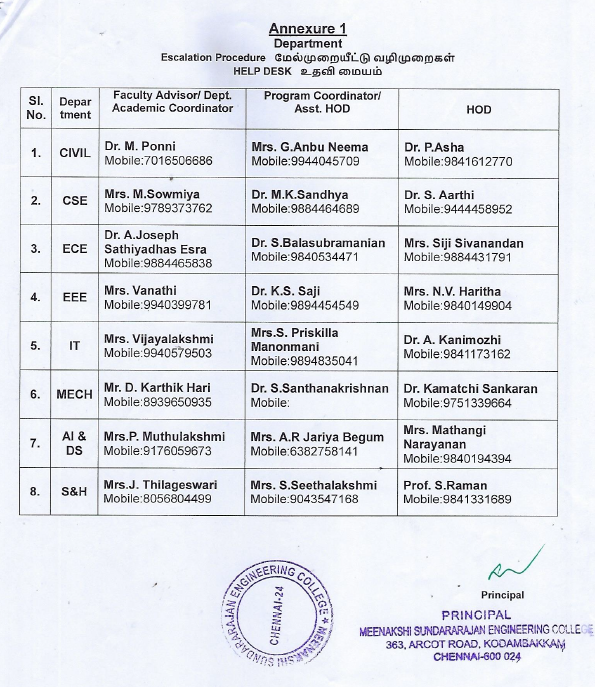 Annexure 1
Department
Escalation Procedure மேல்முறையீட்டு வழிமுறைகள்
HELP DESK உதவி மையம்
Sl. No. Depar tment Faculty Advisor/ Dept. Academic Coordinator Program Coordinator/ Asst. HOD HOD
1. CIVIL Dr. M. Ponni Mobile:7016506686 Mrs. G.Anbu Neema Mobile:9944045709 Dr. P.Asha Mobile:9841612770
2. CSE Mrs. M.Sowmiya Mobile:9789373762 Dr. M.K.Sandhya Mobile:9884464689 Dr. S. Aarthi Mobile:9444458952
3. ECE Dr. A.Joseph Sathiyadhas Esra Mobile:9884465838 Dr. S.Balasubramanian Mobile:9840534471 Mrs. Siji Sivanandan Mobile:9884431791
4. EEE Mrs. Vanathi Mobile:9940399781 Dr. K.S. Saji Mobile:9894454549 Mrs. N.V. Haritha Mobile:9840149904
5. IT Mrs. Vijayalakshmi Mobile:9940579503 Mrs.S. Priskilla Manonmani Mobile:9894835041 Dr. A. Kanimozhi Mobile:9841173162
6. MECH Mr. D. Karthik Hari Mobile:8939650935 Dr. S.Santhanakrishnan Mobile: Dr. Kamatchi Sankaran Mobile:9751339664
7. AI & DS Mrs.P. Muthulakshmi Mobile:9176059673 Mrs. A.R Jariya Begum Mobile:6382758141 Mrs. Mathangi Narayanan Mobile:9840194394
8. S&H Mrs.J. Thilageswari Mobile:8056804499 Mrs. S.Seethalakshmi Mobile:9043547168 Prof. S.Raman Mobile:9841331689
MEENAKSHI SUNDARARAJAN ENGINEERING COLLEGE
CHENNAI-24
Principal
PRINCIPAL
MEENAKSHI SUNDARARAJAN ENGINEERING COLLEGE
363, ARCOT ROAD, KODAMBAKKAM
CHENNAI-600 024